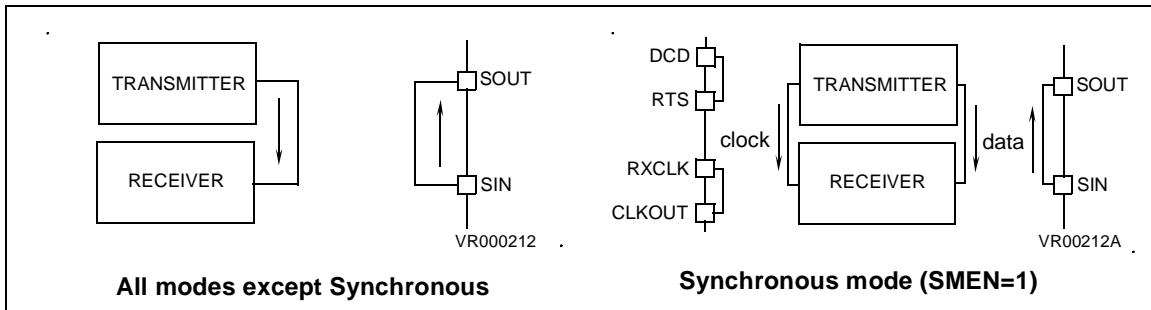 TRANSMITTER
RECEIVER
SOUT
SIN
VR000212
All modes except Synchronous
DCD
RTS
RXCLK
CLKOUT
clock
TRANSMITTER
RECEIVER
data
SOUT
SIN
VR00212A
Synchronous mode (SMEN=1)